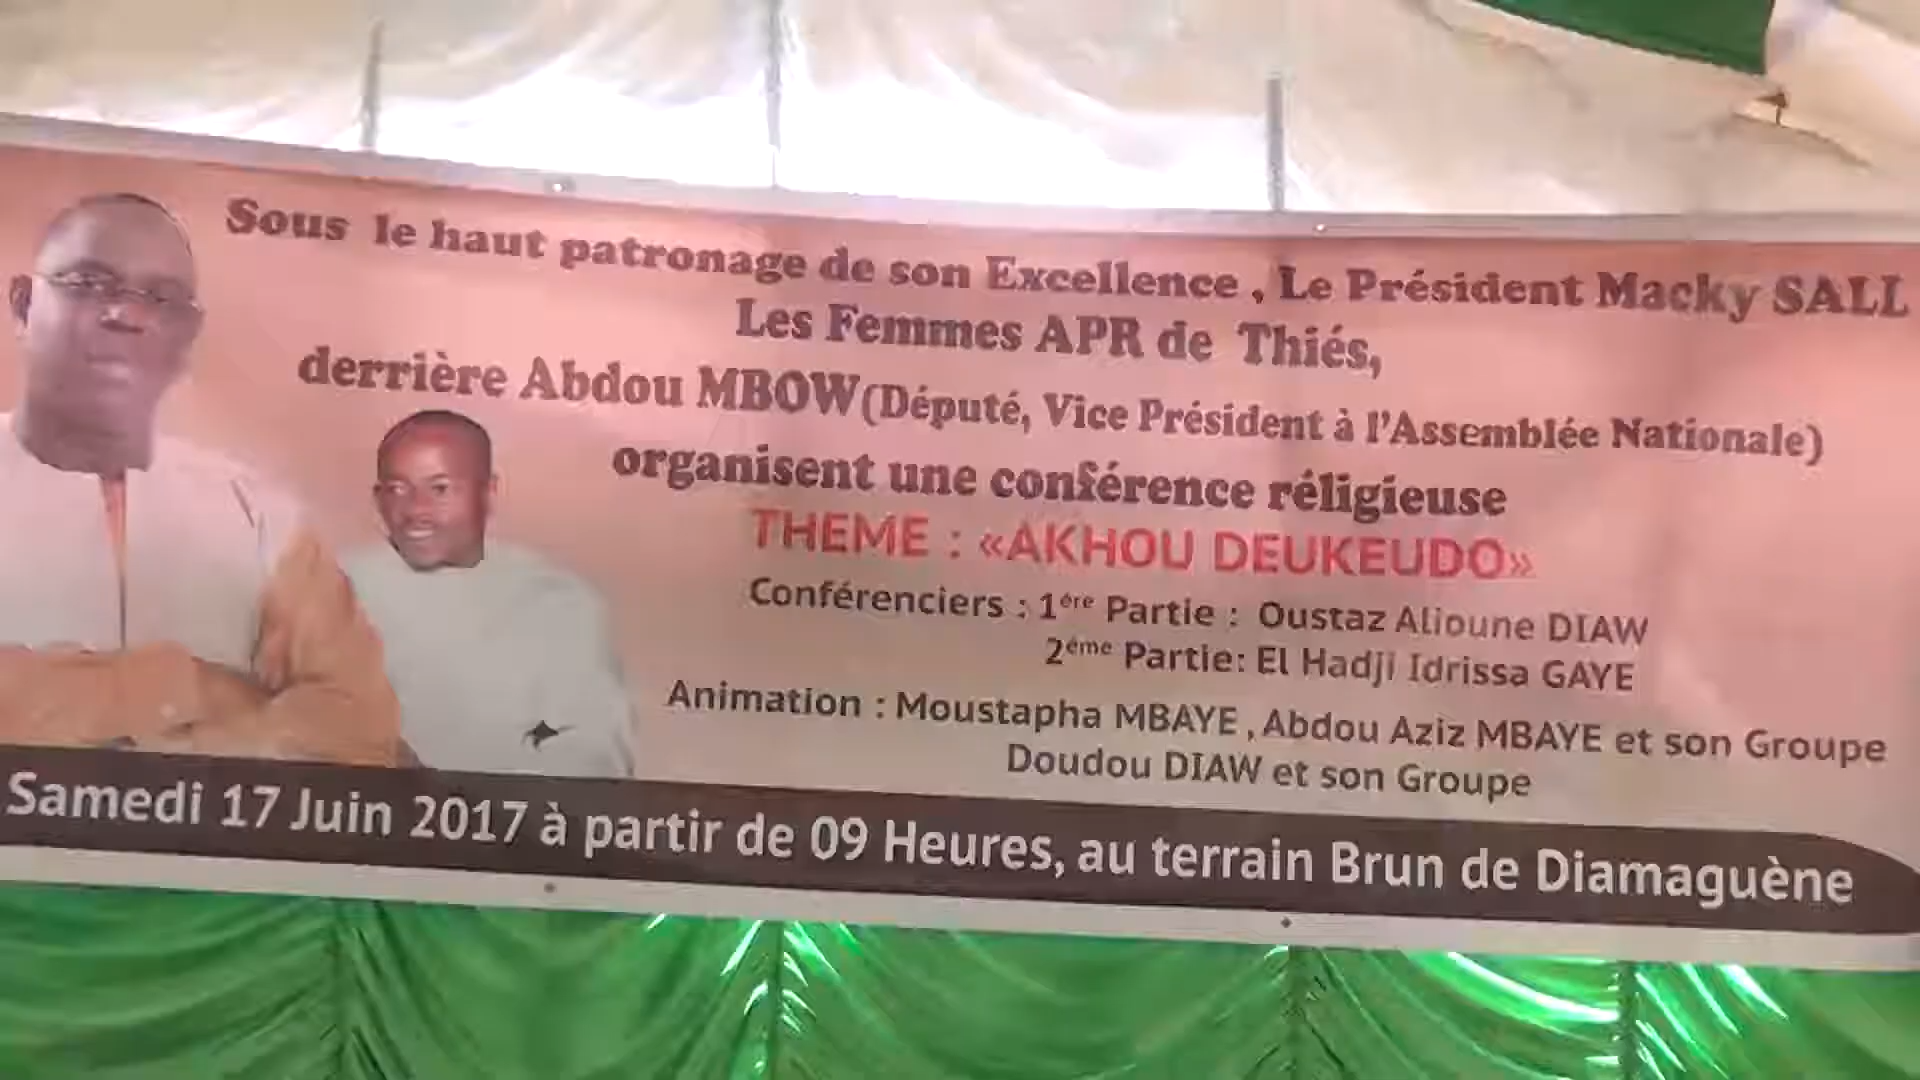 Sous le haut patronage de son Excellence , Le Président Macky SALL
Les Femmes APR de Thiés,
derrière Abdou MBOW(Député, Vice Président à l'Assemblée Nationale)
organisent une conférence réligieuse
THEME : «AKHOU DEUKEUDO»
Conférenciers : 1ére Partie : Oustaz Alioune DIAW
2éme Partie: El Hadji Idrissa GAYE
Animation : Moustapha MBAYE , Abdou Aziz MBAYE et son Groupe
Doudou DIAW et son Groupe
Samedi 17 Juin 2017 à partir de 09 Heures, au terrain Brun de Diamaguène